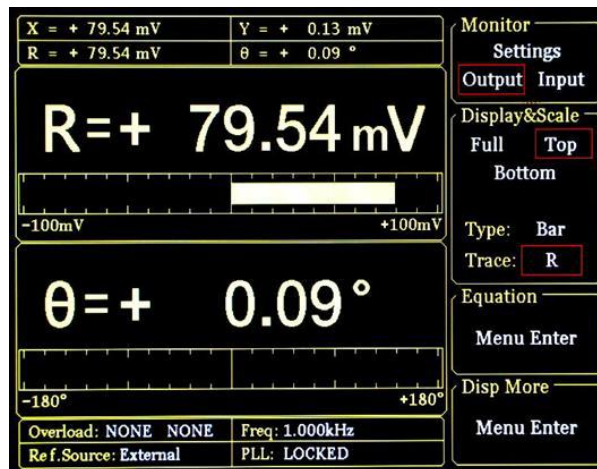 X = + 79.54 mV
Y = + 0.13 mV
R = + 79.54 mV
θ = + 0.09 °
R=+ 79.54 mV
-100mV +100mV
θ=+ 0.09°
-180° +180°
Overload: NONE NONE
Freq: 1.000kHz
Ref.Source: External
PLL: LOCKED
Monitor
Settings
Output Input
Display&Scale
Full Top
Bottom
Type: Bar
Trace: R
Equation
Menu Enter
Disp More
Menu Enter